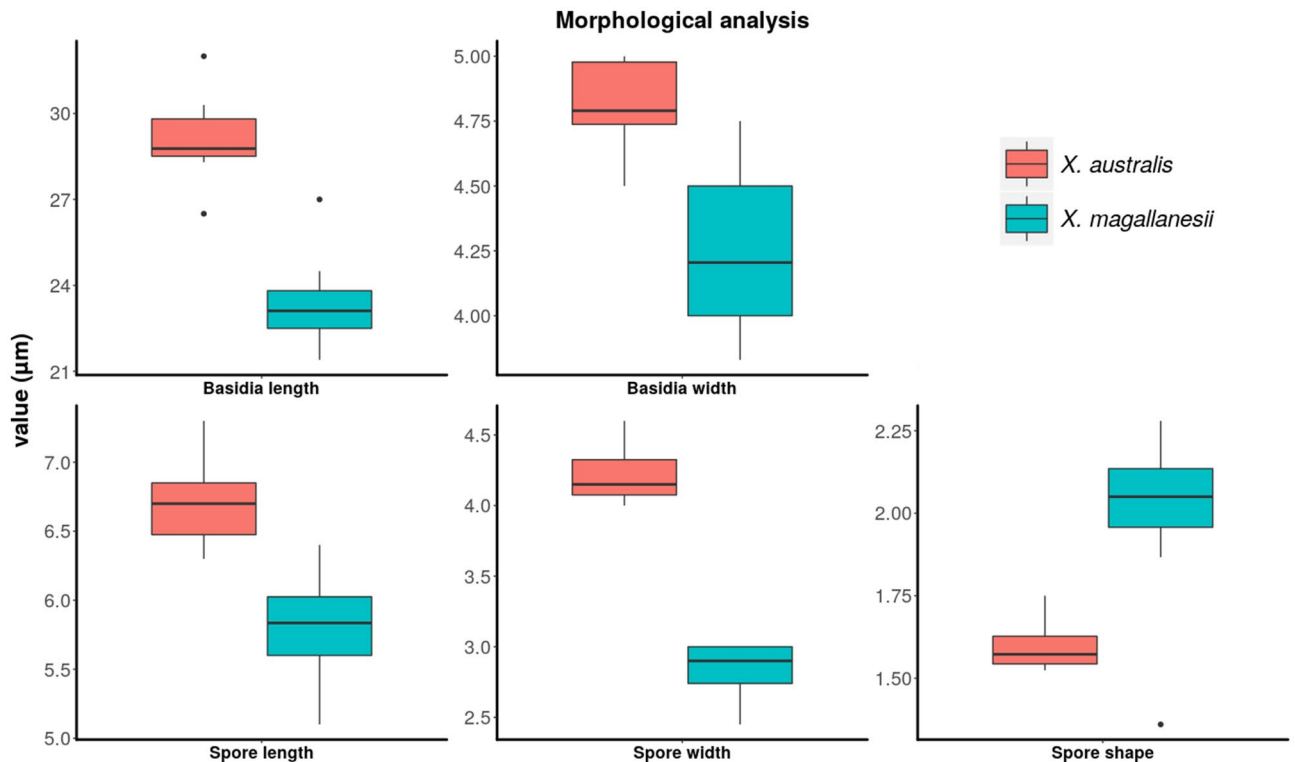 Morphological analysis
value (µm)
30
27
24
21
Basidia length
5.00
4.75
4.50
4.25
4.00
Basidia width
X. australis
X. magallanesii
7.0
6.5
6.0
5.5
5.0
Spore length
4.5
4.0
3.5
3.0
2.5
Spore width
2.25
2.00
1.75
1.50
Spore shape